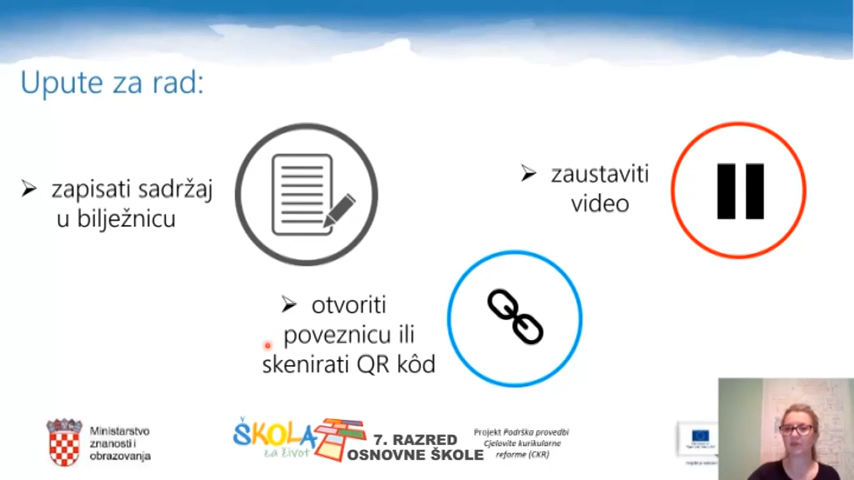 Upute za rad:
➢ zapisati sadržaj
u bilježnicu
➢ zaustaviti
video
➢ otvoriti
poveznicu ili
skenirati QR kôd
Ministarstvo
znanosti i
obrazovanja
ŠKOLA
za život
7. RAZRED
OSNOVNE ŠKOLE
Projekt Podrška provedbi
Cjelovite kurikularne
reforme (CKR)